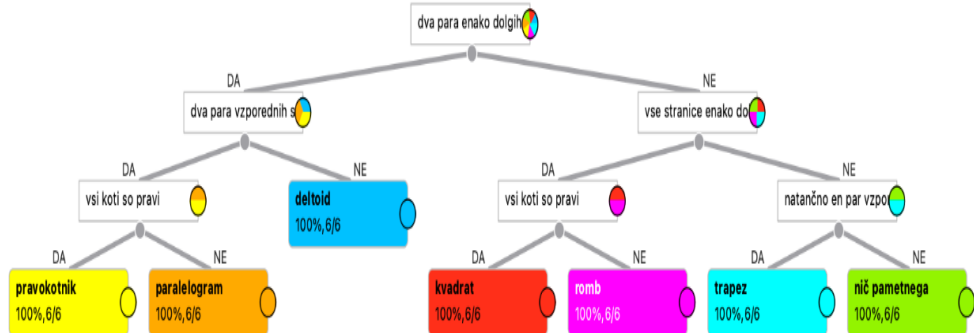 dva para enako dolgih
DA
NE
dva para vzporednih s
vse stranice enako do
DA
NE
DA
NE
vsi koti so pravi
deltoid
100%, 6/6
vsi koti so pravi
natančno en par vzpo
DA
NE
DA
NE
DA
NE
pravokotnik
100%, 6/6
paralelogram
100%, 6/6
kvadrat
100%, 6/6
romb
100%, 6/6
trapez
100%, 6/6
nič pametnega
100%, 6/6